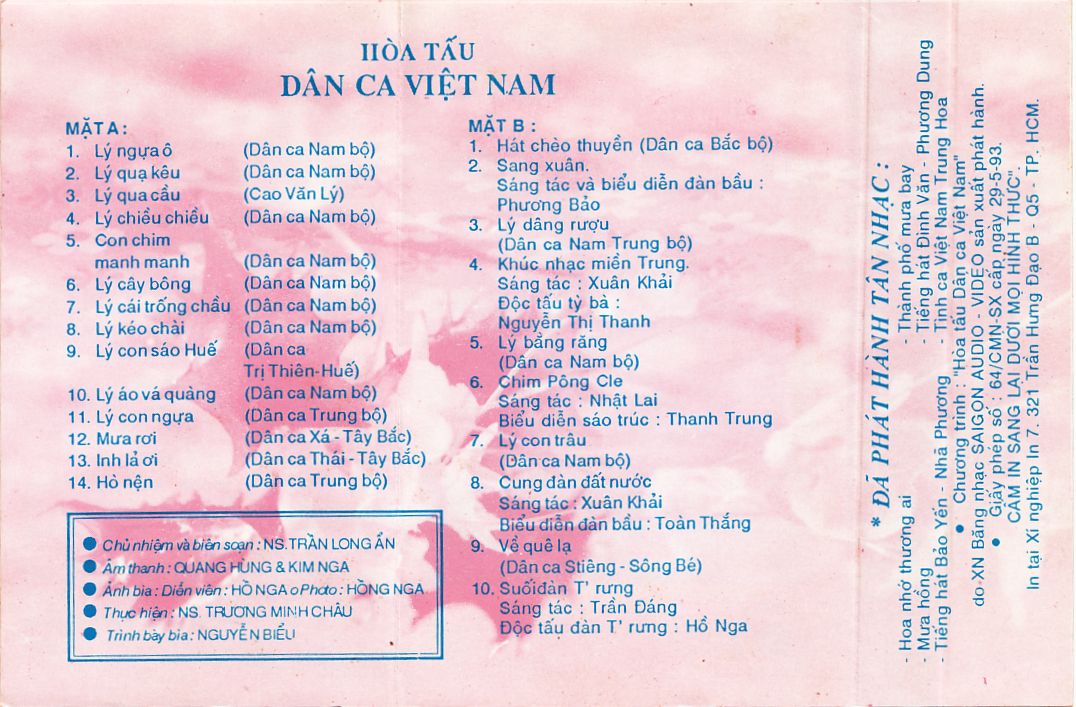 HÒA TẤU
DÂN CA VIỆT NAM
MẶT A :
1. Lý ngựa ô (Dân ca Nam bộ)
2. Lý quạ kêu (Dân ca Nam bộ)
3. Lý qua cầu (Cao Văn Lý)
4. Lý chiều chiều (Dân ca Nam bộ)
5. Con chim
manh manh (Dân ca Nam bộ)
6. Lý cây bông (Dân ca Nam bộ)
7. Lý cái trống chầu (Dân ca Nam bộ)
8. Lý kéo chài (Dân ca Nam bộ)
9. Lý con sáo Huế (Dân ca
Trị Thiên-Huế)
10. Lý áo vá quàng (Dân ca Nam bộ)
11. Lý con ngựa (Dân ca Trung bộ)
12. Mưa rơi (Dân ca Xá - Tây Bắc)
13. Inh lả ơi (Dân ca Thái - Tây Bắc)
14. Hò nện (Dân ca Trung bộ)
● Chủ nhiệm và biên soạn : NS. TRẦN LONG ẨN
● Âm thanh : QUANG HÙNG & KIM NGA
● Ảnh bìa : Diễn viên : HỒ NGA o Photo : HỒNG NGA
● Thực hiện : NS. TRƯƠNG MINH CHÂU
● Trình bày bìa : NGUYỄN BIỂU
MẶT B :
1. Hát chèo thuyền (Dân ca Bắc bộ)
2. Sang xuân.
Sáng tác và biểu diễn đàn bầu :
Phương Bảo
3. Lý dâng rượu
(Dân ca Nam Trung bộ)
4. Khúc nhạc miền Trung.
Sáng tác : Xuân Khải
Độc tấu tỳ bà :
Nguyễn Thị Thanh
5. Lý bằng răng
(Dân ca Nam bộ)
6. Chim Pông Cle
Sáng tác : Nhật Lai
Biểu diễn sáo trúc : Thanh Trung
7. Lý con trâu
(Dân ca Nam bộ)
8. Cung đàn đất nước
Sáng tác : Xuân Khải
Biểu diễn đàn bầu : Toàn Thắng
9. Về quê lạ
(Dân ca Stiêng - Sông Bé)
10. Suối đàn T' rưng
Sáng tác : Trần Đáng
Độc tấu đàn T' rưng : Hồ Nga
* ĐÃ PHÁT HÀNH TÂN NHẠC :
- Hoa nhớ thương ai - Thành phố mưa bay
- Mưa hồng - Tiếng hát Đình Văn - Phương Dung
- Tiếng hát Bảo Yến - Nhã Phương - Tình ca Việt Nam Trung Hoa
● Chương trình : "Hòa tấu Dân ca Việt Nam"
do XN Băng nhạc SAIGON AUDIO - VIDEO sản xuất phát hành.
● Giấy phép số : 64/CMN-SX cấp ngày 29-5-93.
CẤM IN SANG LẠI DƯỚI MỌI HÌNH THỨC"
In tại Xí nghiệp In 7. 321 Trần Hưng Đạo B - Q5 - TP. HCM.